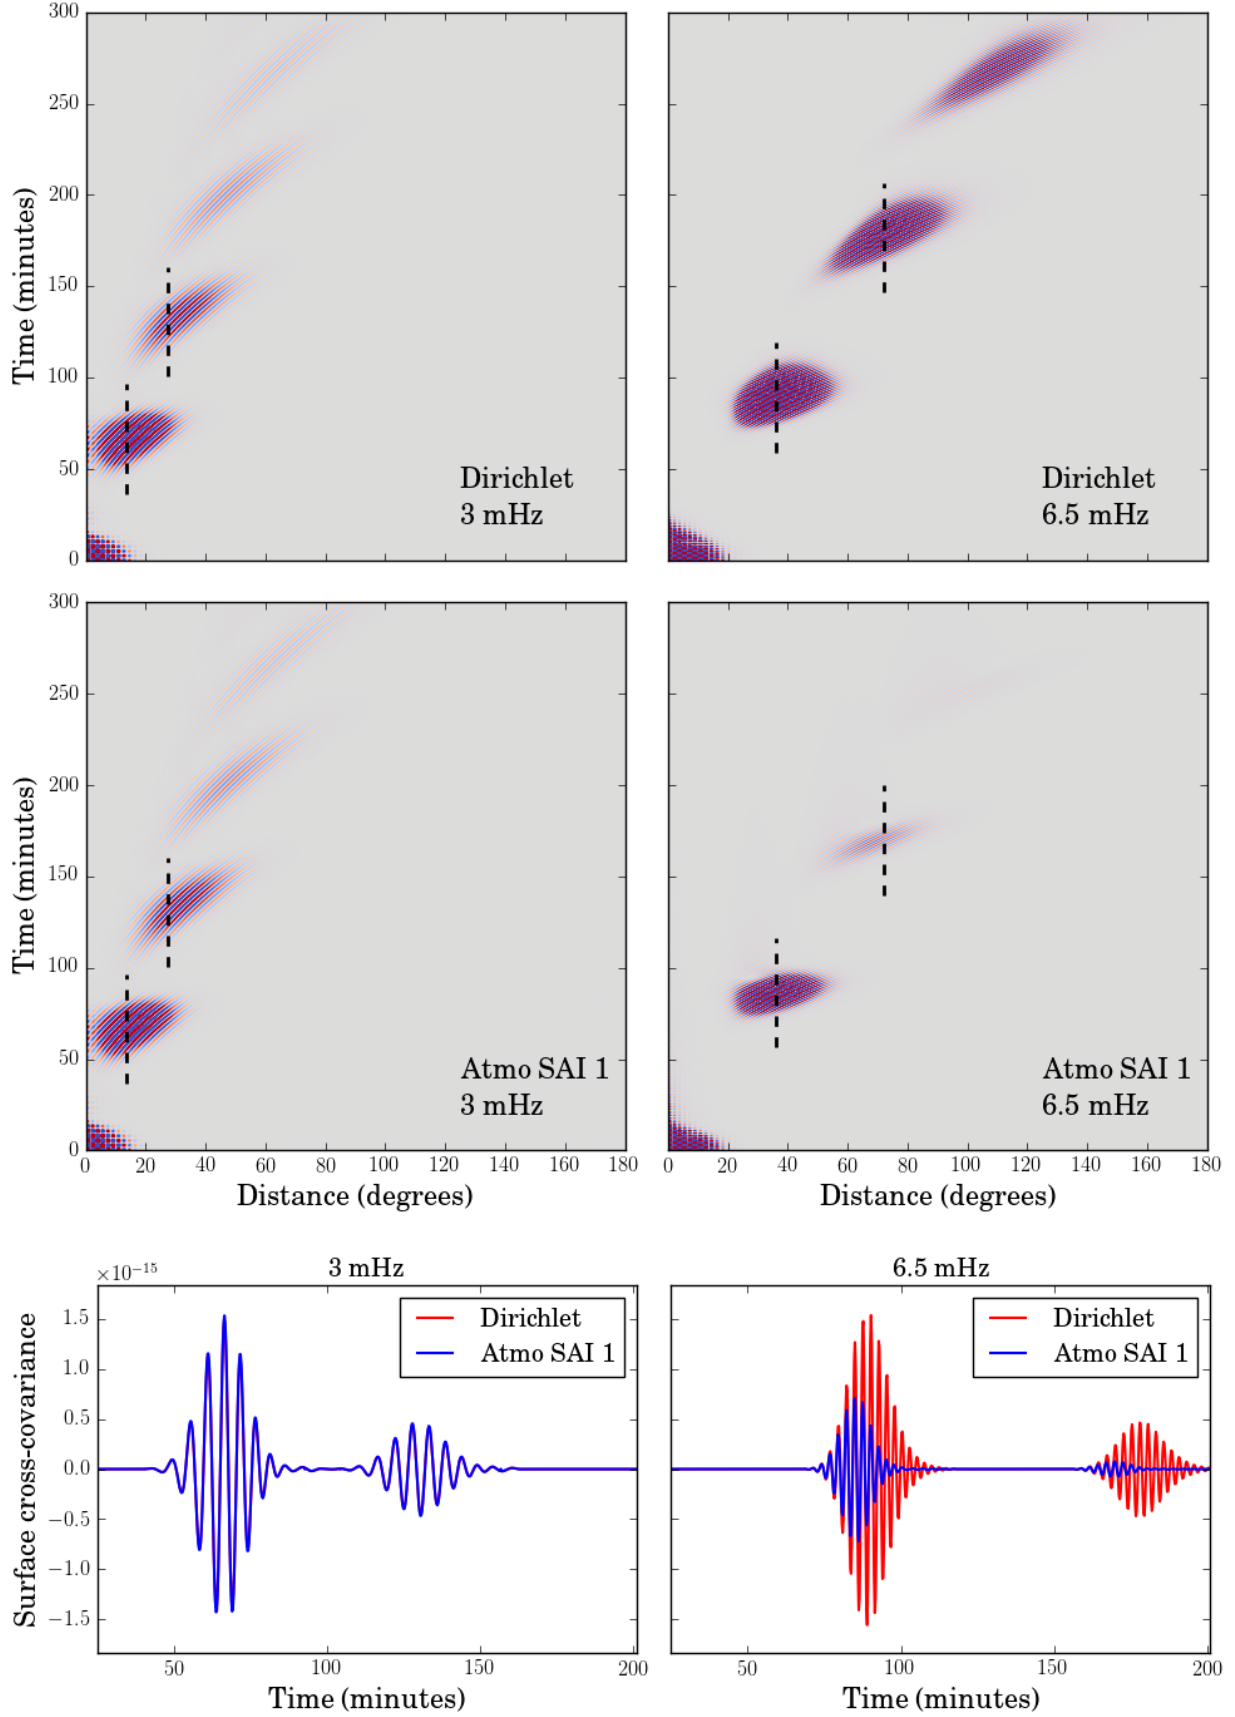 300
250
200
150
100
50
0
Time (minutes)
Dirichlet
3 mHz
Dirichlet
6.5 mHz
300
250
200
150
100
50
0
Time (minutes)
Atmo SAI 1
3 mHz
Atmo SAI 1
6.5 mHz
0 20 40 60 80 100 120 140 160 180
0 20 40 60 80 100 120 140 160 180
Distance (degrees)
Distance (degrees)
×10⁻¹⁵
3 mHz
6.5 mHz
Surface cross-covariance
1.5
1.0
0.5
0.0
−0.5
−1.0
−1.5
Dirichlet
Atmo SAI 1
Dirichlet
Atmo SAI 1
50 100 150 200
50 100 150 200
Time (minutes)
Time (minutes)